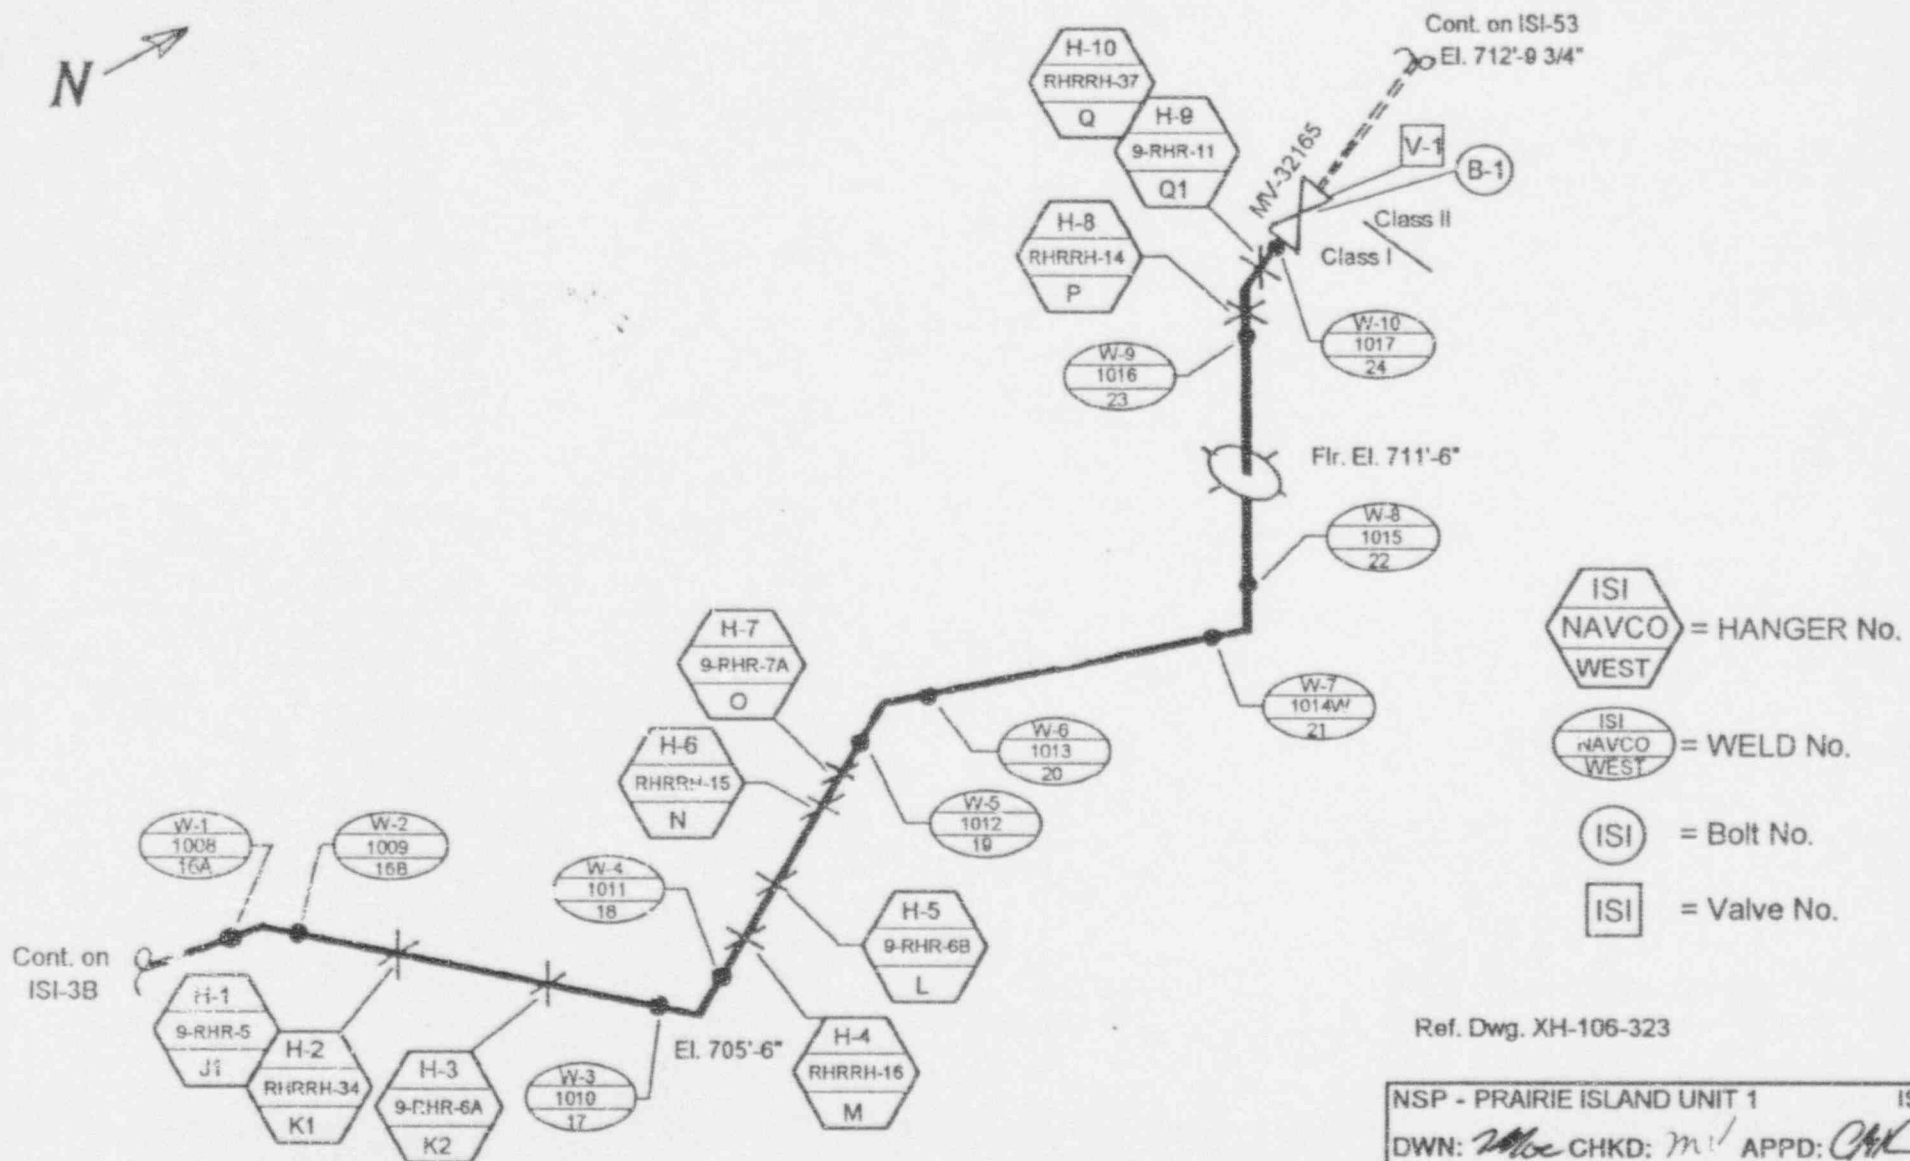 N
Cont. on ISI-53
El. 712'-9 3/4"
H-10
RHRRH-37
Q
H-9
9-RHR-11
Q1
MV-32165
V-1
B-1
Class II
Class I
H-8
RHRRH-14
P
W-10
1017
24
W-9
1016
23
Flr. El. 711'-6"
W-8
1015
22
ISI
NAVCO
WEST
= HANGER No.
H-7
9-RHR-7A
O
W-7
1014W
21
W-6
1013
20
ISI
NAVCO
WEST
= WELD No.
H-6
RHRRH-15
N
W-5
1012
19
ISI
= Bolt No.
W-1
1008
16A
W-2
1009
16B
W-4
1011
18
H-5
9-RHR-6B
L
ISI
= Valve No.
Cont. on
ISI-3B
H-1
9-RHR-5
J1
H-2
RHRRH-34
K1
H-3
9-RHR-6A
K2
W-3
1010
17
El. 705'-6"
H-4
RHRRH-16
M
Ref. Dwg. XH-106-323
NSP - PRAIRIE ISLAND UNIT 1
DWN: CHKD: APPD: